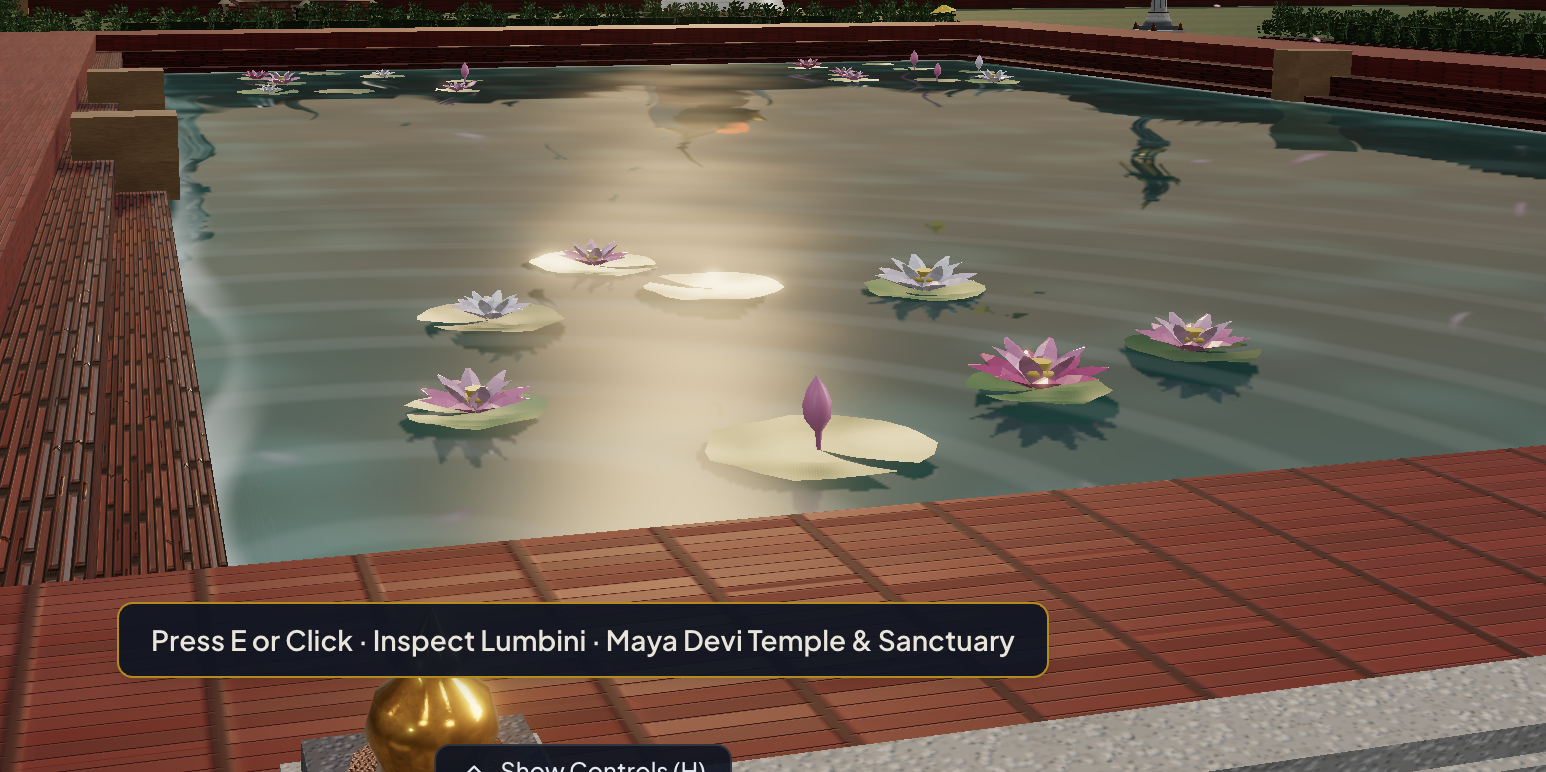 Press E or Click · Inspect Lumbini · Maya Devi Temple & Sanctuary
Show Controls (H)